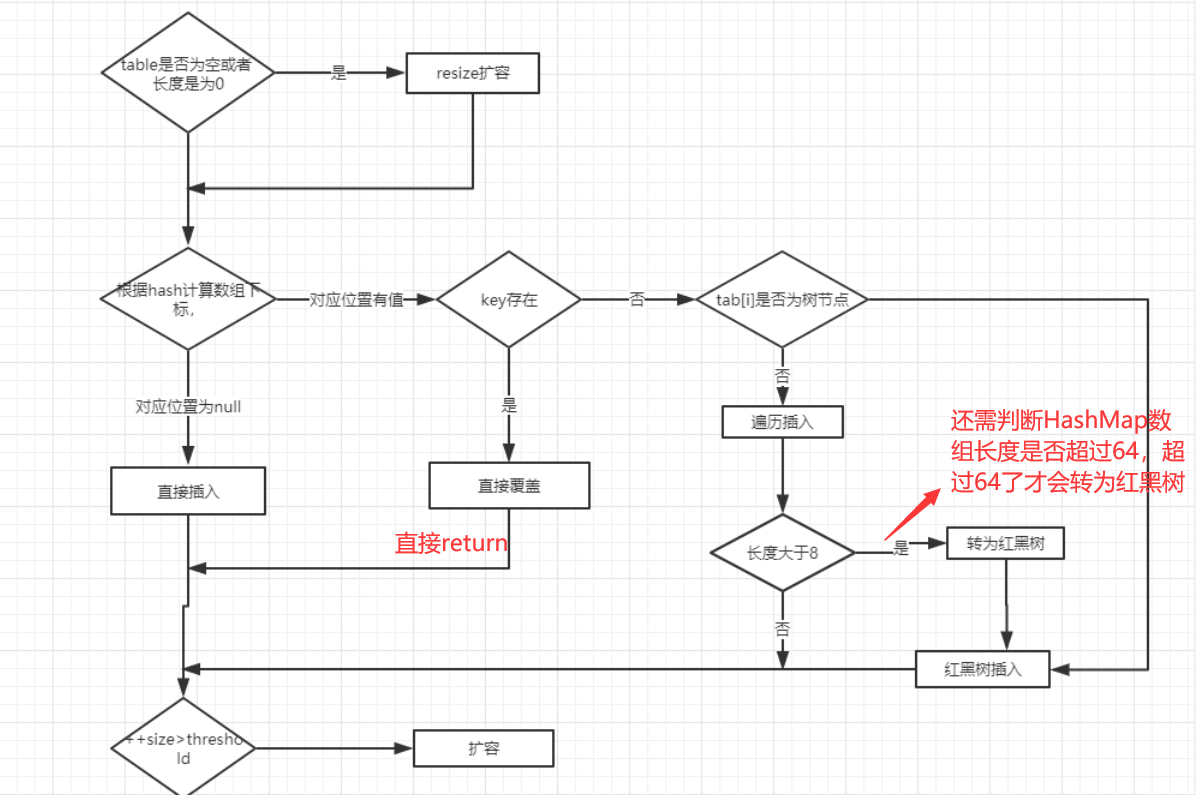 table是否为空或者
长度是为0
是
resize扩容
根据hash计算数组下
标，
对应位置有值
key存在
否
tab[i]是否为树节点
对应位置为null
是
否
直接插入
直接覆盖
遍历插入
还需判断HashMap数
组长度是否超过64，超
过64了才会转为红黑树
直接return
长度大于8
是
转为红黑树
否
红黑树插入
++size>thresho
ld
扩容